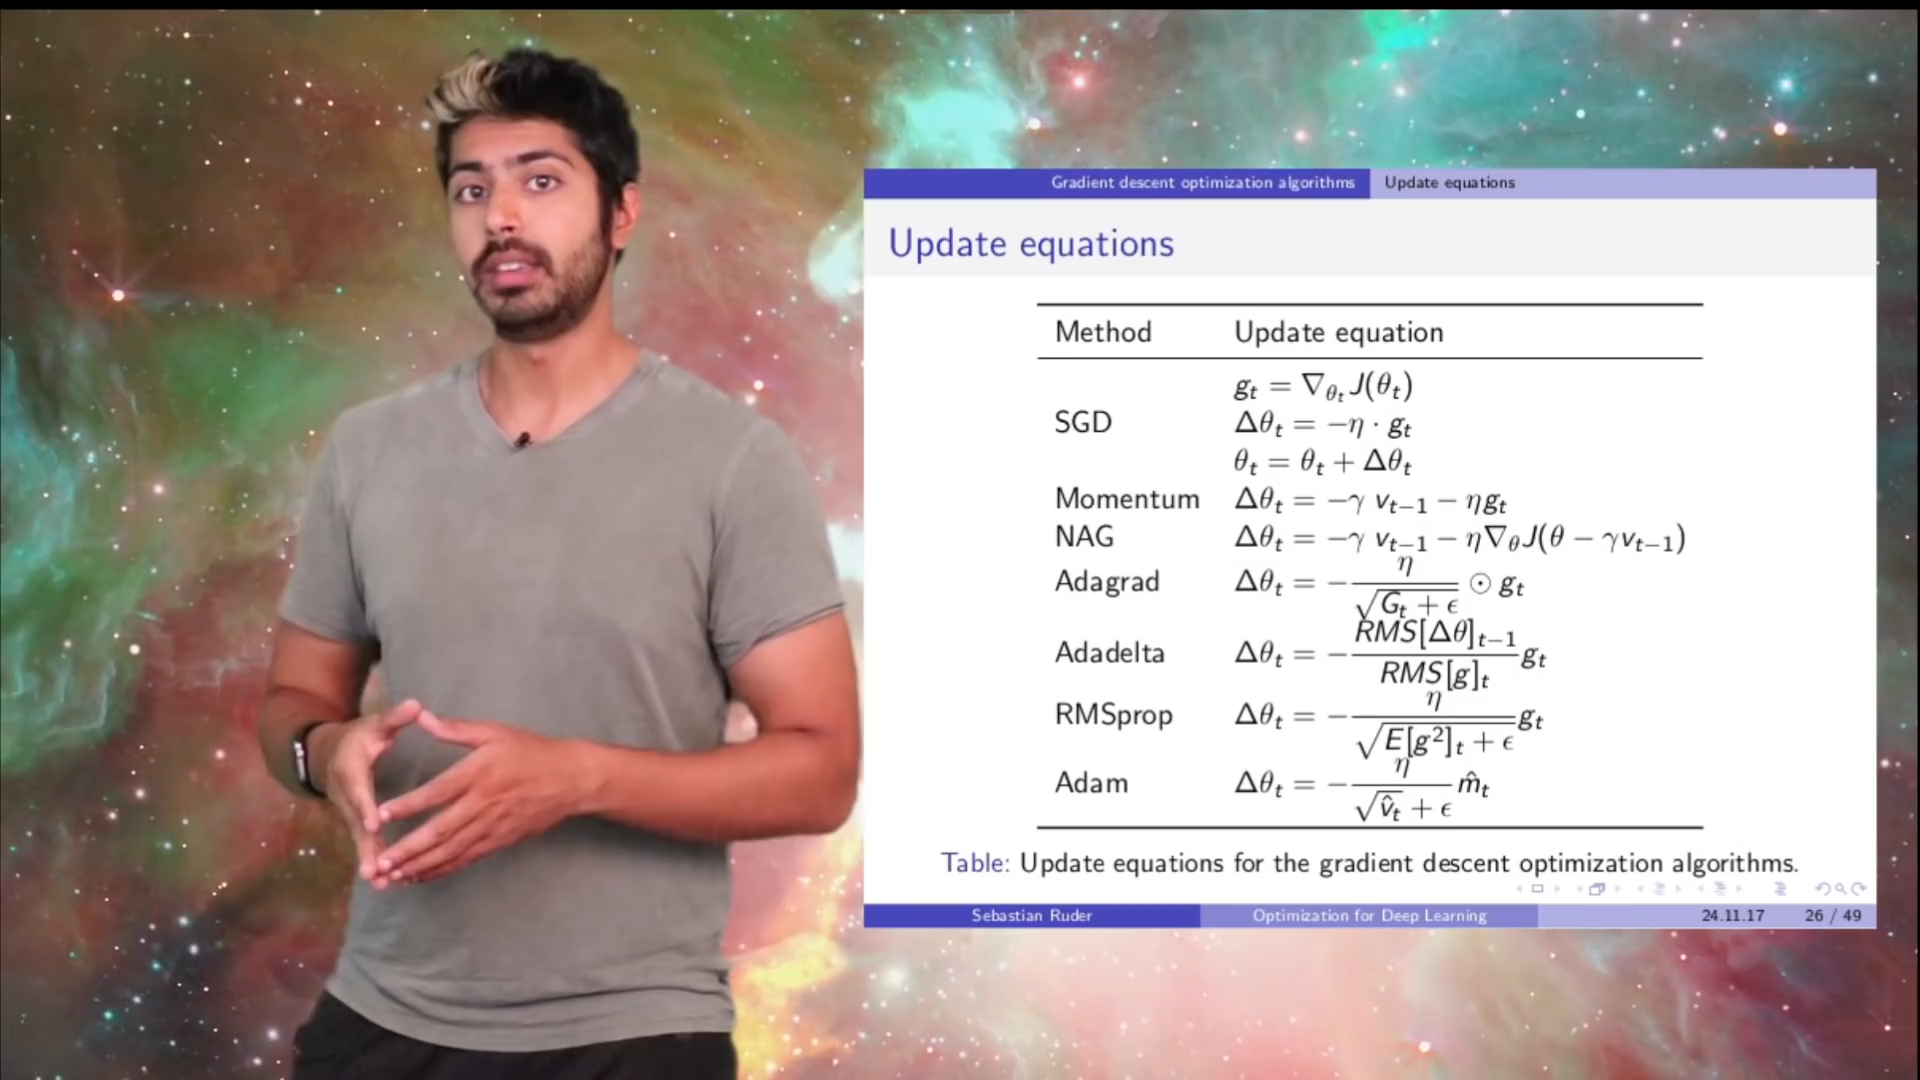 Gradient descent optimization algorithms Update equations
Update equations
Method Update equation
g_t = ∇_{θ_t} J(θ_t)
SGD Δθ_t = −η · g_t
θ_t = θ_t + Δθ_t
Momentum Δθ_t = −γ v_{t−1} − ηg_t
NAG Δθ_t = −γ v_{t−1} − η∇_θJ(θ − γv_{t−1})
Adagrad Δθ_t = −η/√(G_t + ϵ) ⊙ g_t
Adadelta Δθ_t = −RMS[Δθ]_{t−1}/RMS[g]_t g_t
RMSprop Δθ_t = −η/√(E[g²]_t + ϵ) g_t
Adam Δθ_t = −η/(√v̂_t + ϵ) m̂_t
Table: Update equations for the gradient descent optimization algorithms.
Sebastian Ruder Optimization for Deep Learning 24.11.17 26 / 49